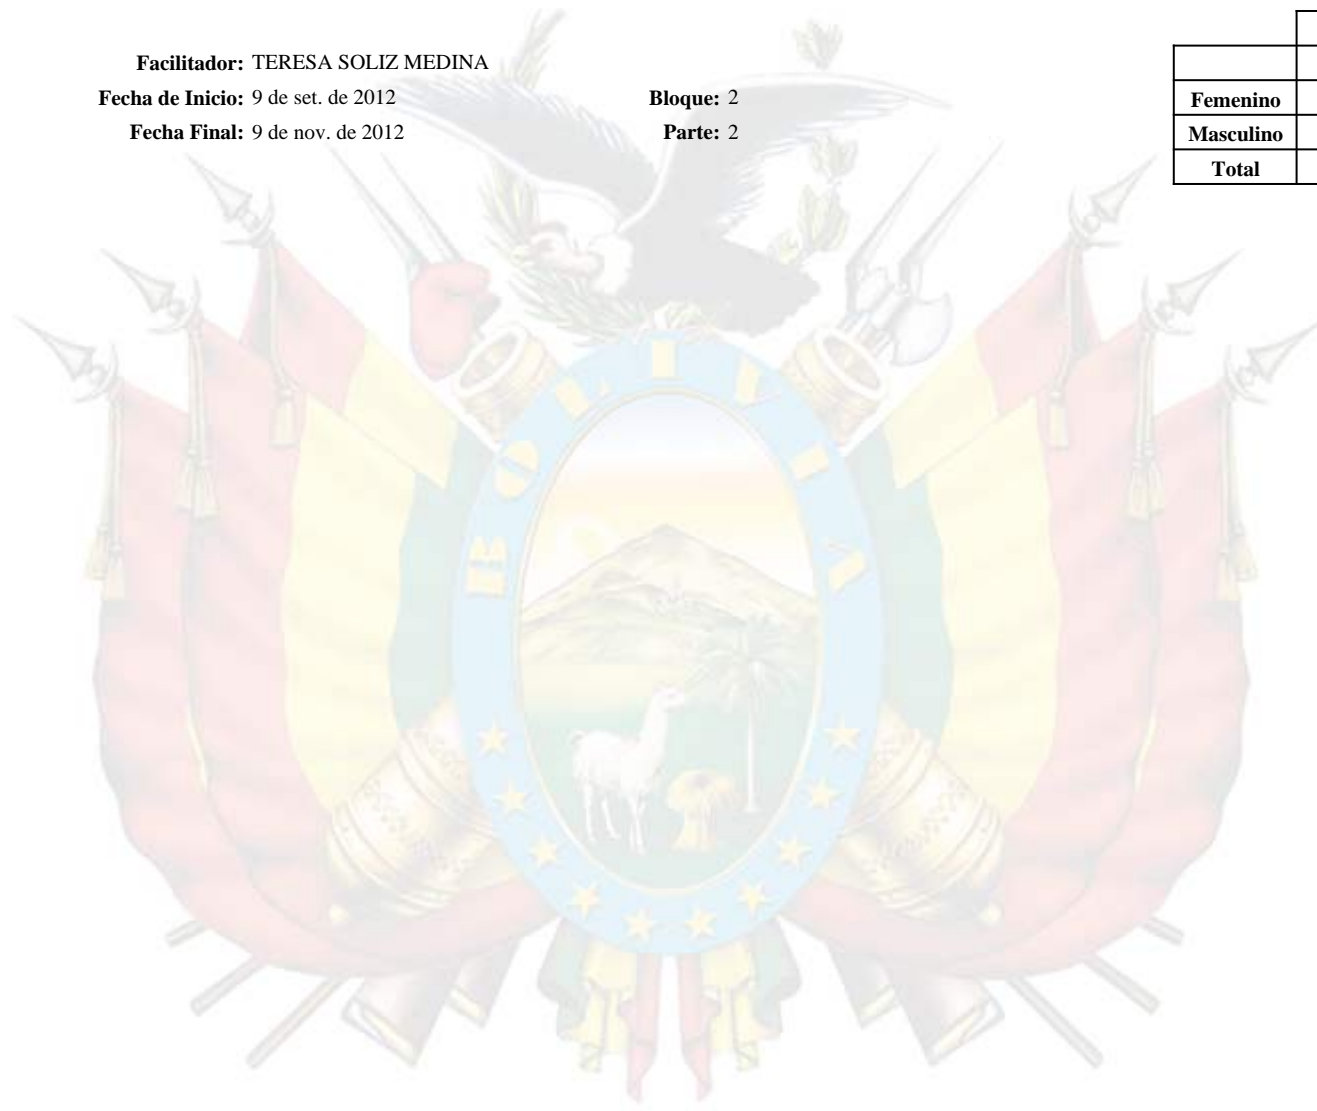 Facilitador: TERESA SOLIZ MEDINA
Fecha de Inicio: 9 de set. de 2012 Bloque: 2
Fecha Final: 9 de nov. de 2012 Parte: 2
Femenino
Masculino
Total
BOLIVIA